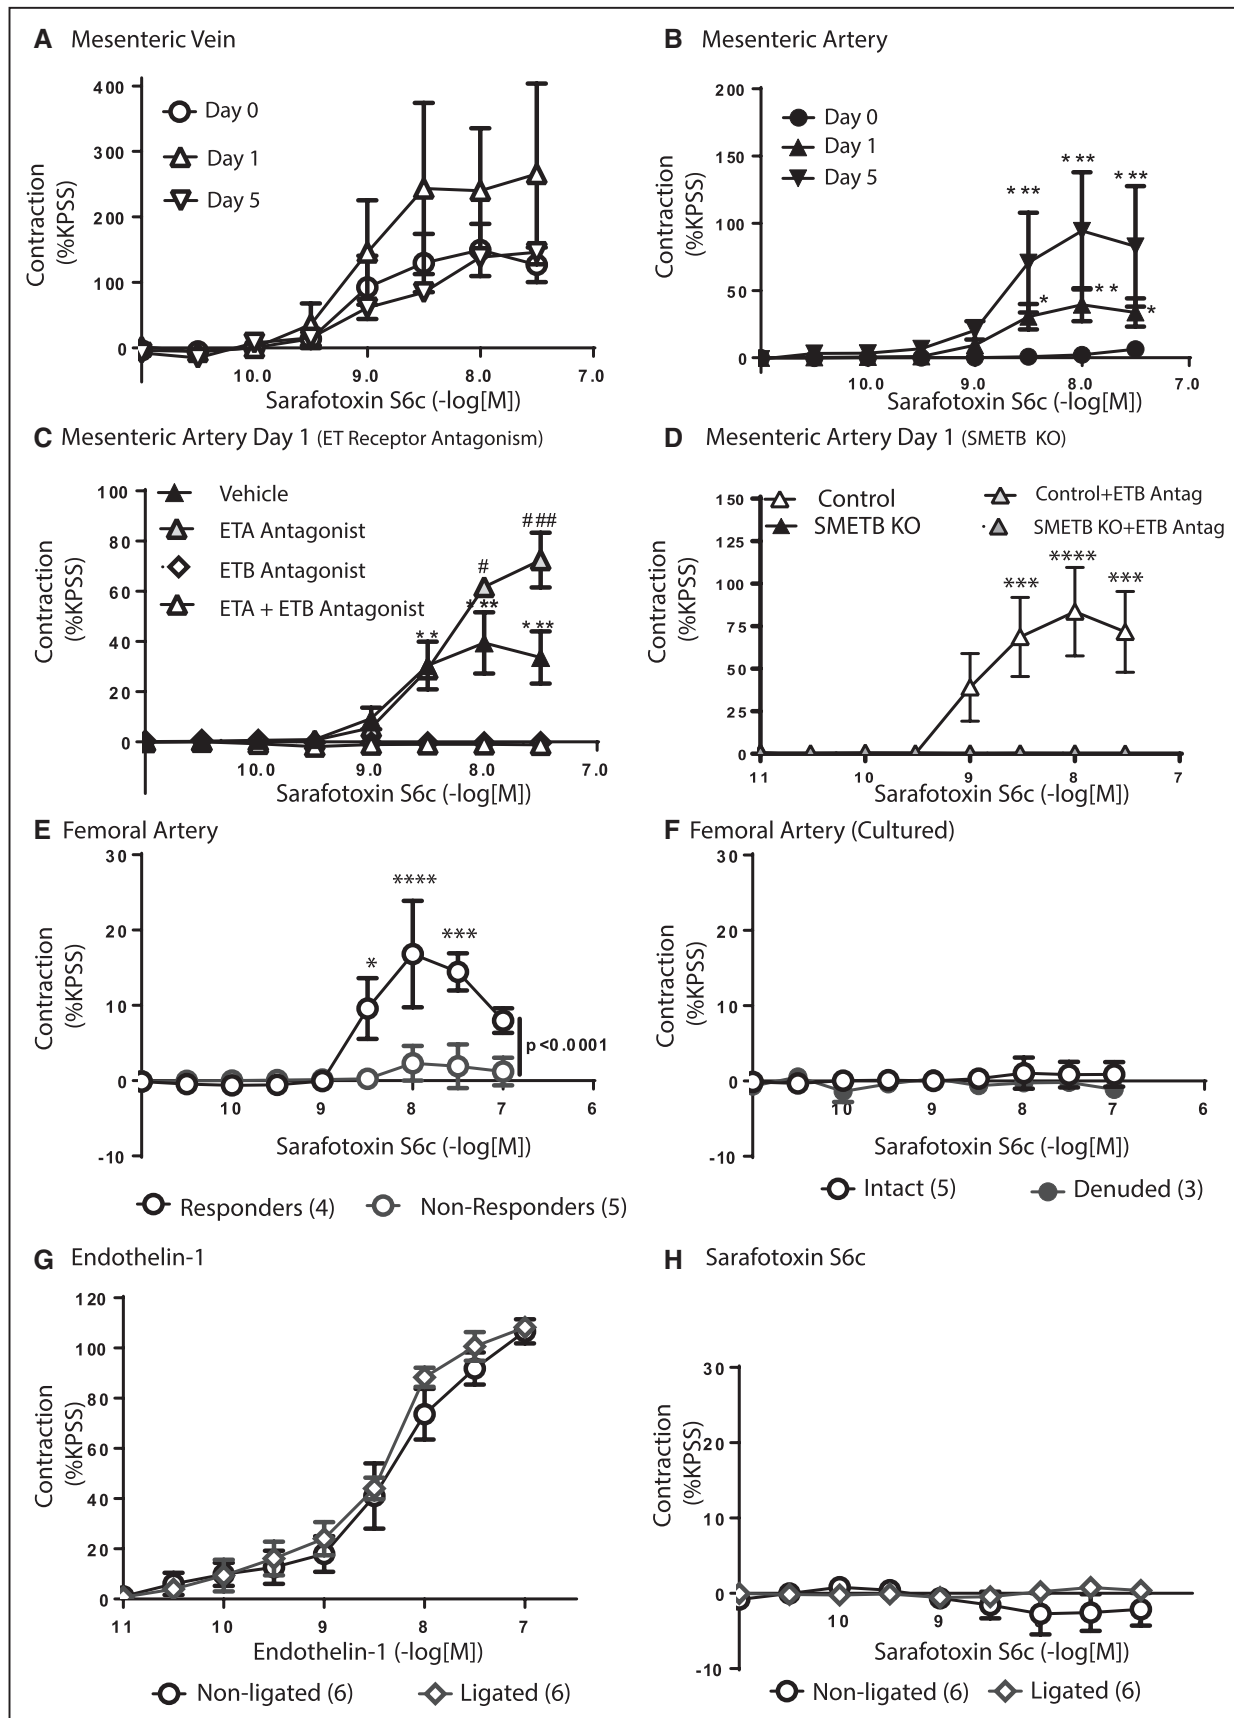 A Mesenteric Vein
400
300
200
100
0
Contraction
(%KPSS)
Day 0
Day 1
Day 5
10.0 9.0 8.0 7.0
Sarafotoxin S6c (-log[M])
B Mesenteric Artery
200
150
100
50
0
Contraction
(%KPSS)
Day 0
Day 1
Day 5
* **
* **
* **
*
* *
*
10.0 9.0 8.0 7.0
Sarafotoxin S6c (-log[M])
C Mesenteric Artery Day 1 (ET Receptor Antagonism)
100
80
60
40
20
0
Contraction
(%KPSS)
Vehicle
ETA Antagonist
ETB Antagonist
ETA + ETB Antagonist
###
#
* *
* **
* **
10.0 9.0 8.0 7.0
Sarafotoxin S6c (-log[M])
D Mesenteric Artery Day 1 (SMETB KO)
150
125
100
75
50
25
0
Contraction
(%KPSS)
Control
SMETB KO
Control+ETB Antag
SMETB KO+ETB Antag
***
****
***
11 10 9 8 7
Sarafotoxin S6c (-log[M])
E Femoral Artery
30
20
10
0
-10
Contraction
(%KPSS)
*
****
***
p<0.0001
10 9 8 7 6
Sarafotoxin S6c (-log[M])
Responders (4) Non-Responders (5)
F Femoral Artery (Cultured)
30
20
10
0
-10
Contraction
(%KPSS)
10 9 8 7 6
Sarafotoxin S6c (-log[M])
Intact (5) Denuded (3)
G Endothelin-1
120
100
80
60
40
20
0
Contraction
(%KPSS)
11 10 9 8 7
Endothelin-1 (-log[M])
Non-ligated (6) Ligated (6)
H Sarafotoxin S6c
30
20
10
0
-10
Contraction
(%KPSS)
10 9
Sarafotoxin S6c (-log[M])
Non-ligated (6) Ligated (6)